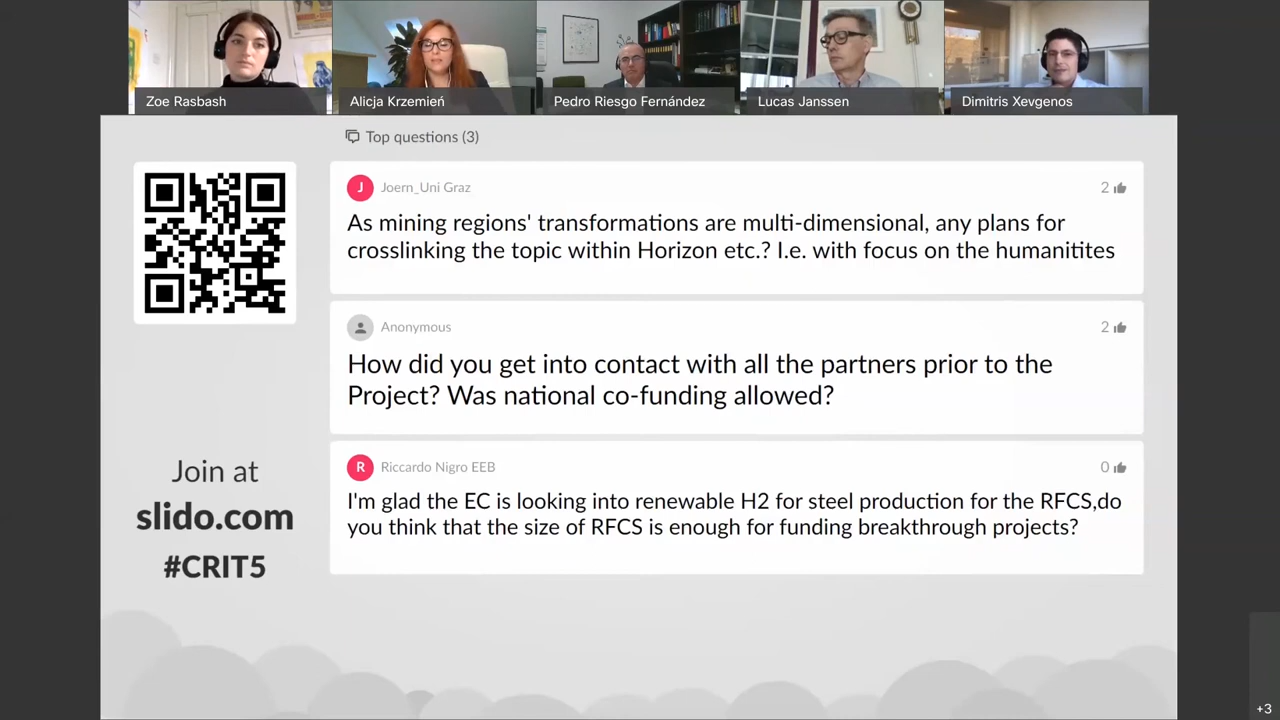 Zoe Rasbash
Alicja Krzemień
Pedro Riesgo Fernández
Lucas Janssen
Dimitris Xevgenos
Top questions (3)
J Joern_Uni Graz 2
As mining regions' transformations are multi-dimensional, any plans for
crosslinking the topic within Horizon etc.? I.e. with focus on the humanitites
Anonymous 2
How did you get into contact with all the partners prior to the
Project? Was national co-funding allowed?
R Riccardo Nigro EEB 0
I'm glad the EC is looking into renewable H2 for steel production for the RFCS,do
you think that the size of RFCS is enough for funding breakthrough projects?
Join at
slido.com
#CRIT5
+3